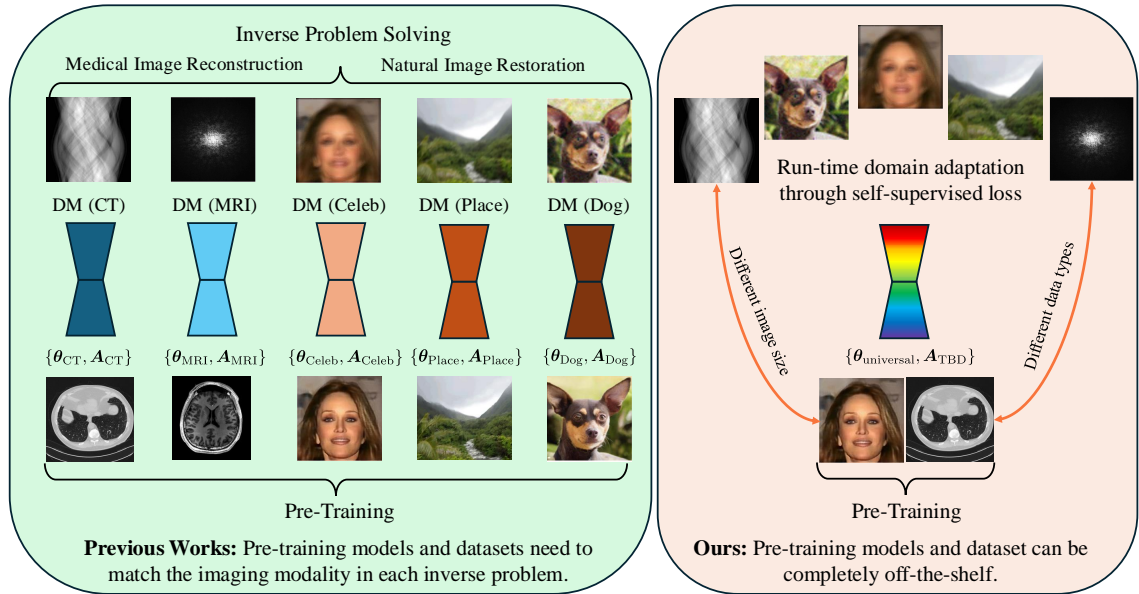 Inverse Problem Solving
Medical Image Reconstruction
Natural Image Restoration
DM (CT)
DM (MRI)
DM (Celeb)
DM (Place)
DM (Dog)
{θ_CT, A_CT}
{θ_MRI, A_MRI}
{θ_Celeb, A_Celeb}
{θ_Place, A_Place}
{θ_Dog, A_Dog}
Pre-Training
Previous Works: Pre-training models and datasets need to
match the imaging modality in each inverse problem.
Run-time domain adaptation
through self-supervised loss
Different image size
Different data types
{θ_universal, A_TBD}
Pre-Training
Ours: Pre-training models and dataset can be
completely off-the-shelf.